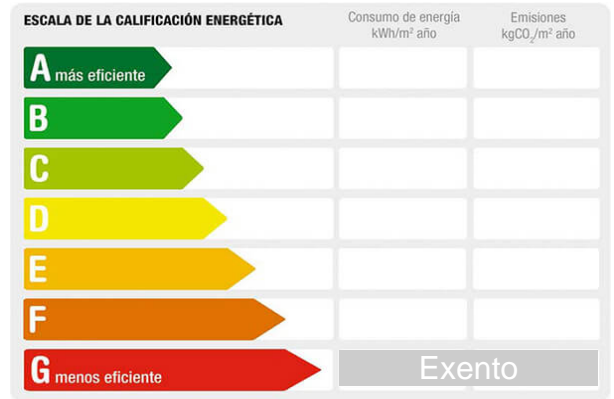 ESCALA DE LA CALIFICACIÓN ENERGÉTICA
Consumo de energía
kWh/m² año
Emisiones
kgCO₂/m² año
A más eficiente
B
C
D
E
F
G menos eficiente
Exento